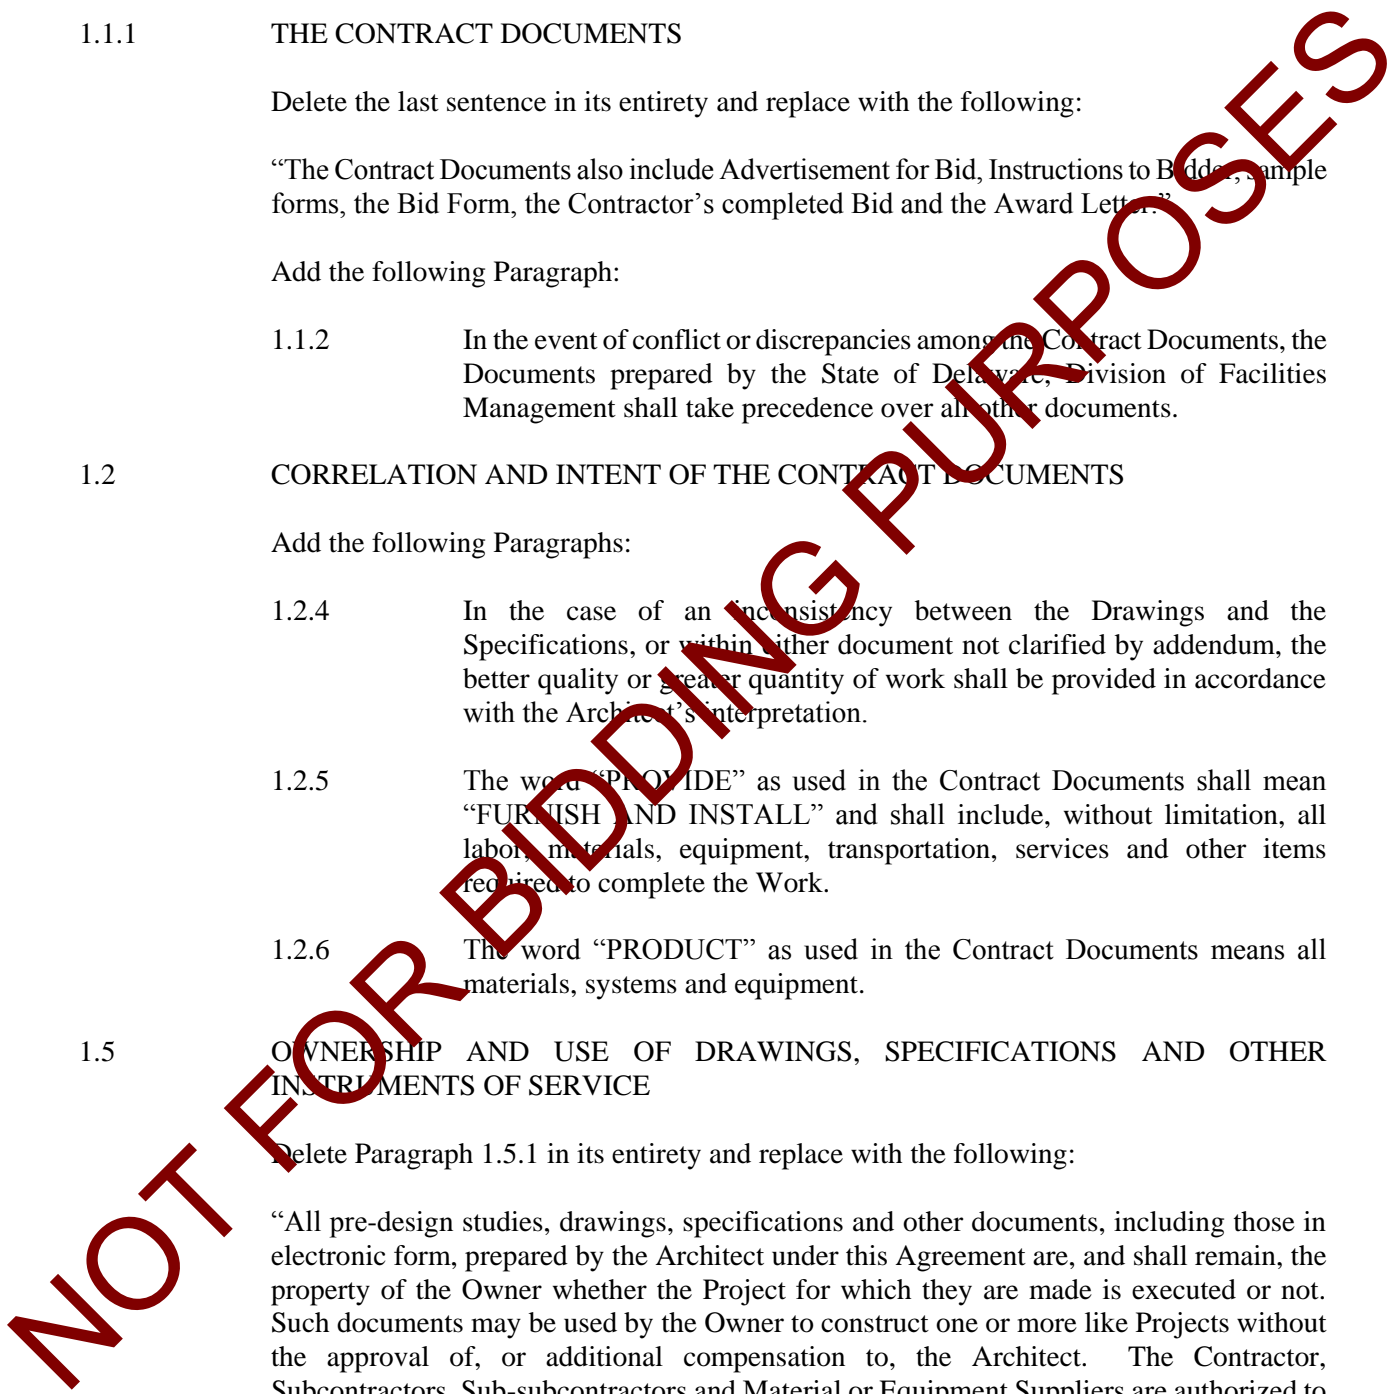 1.1.1 THE CONTRACT DOCUMENTS
Delete the last sentence in its entirety and replace with the following:
“The Contract Documents also include Advertisement for Bid, Instructions to Bidder, sample
forms, the Bid Form, the Contractor’s completed Bid and the Award Letter.”
Add the following Paragraph:
1.1.2 In the event of conflict or discrepancies among the Contract Documents, the
Documents prepared by the State of Delaware, Division of Facilities
Management shall take precedence over all other documents.
1.2 CORRELATION AND INTENT OF THE CONTRACT DOCUMENTS
Add the following Paragraphs:
1.2.4 In the case of an inconsistency between the Drawings and the
Specifications, or within either document not clarified by addendum, the
better quality or greater quantity of work shall be provided in accordance
with the Architect’s interpretation.
1.2.5 The word “PROVIDE” as used in the Contract Documents shall mean
“FURNISH AND INSTALL” and shall include, without limitation, all
labor, materials, equipment, transportation, services and other items
required to complete the Work.
1.2.6 The word “PRODUCT” as used in the Contract Documents means all
materials, systems and equipment.
1.5 OWNERSHIP AND USE OF DRAWINGS, SPECIFICATIONS AND OTHER
INSTRUMENTS OF SERVICE
Delete Paragraph 1.5.1 in its entirety and replace with the following:
“All pre-design studies, drawings, specifications and other documents, including those in
electronic form, prepared by the Architect under this Agreement are, and shall remain, the
property of the Owner whether the Project for which they are made is executed or not.
Such documents may be used by the Owner to construct one or more like Projects without
the approval of, or additional compensation to, the Architect. The Contractor,
Subcontractors, Sub-subcontractors and Material or Equipment Suppliers are authorized to
NOT FOR BIDDING PURPOSES